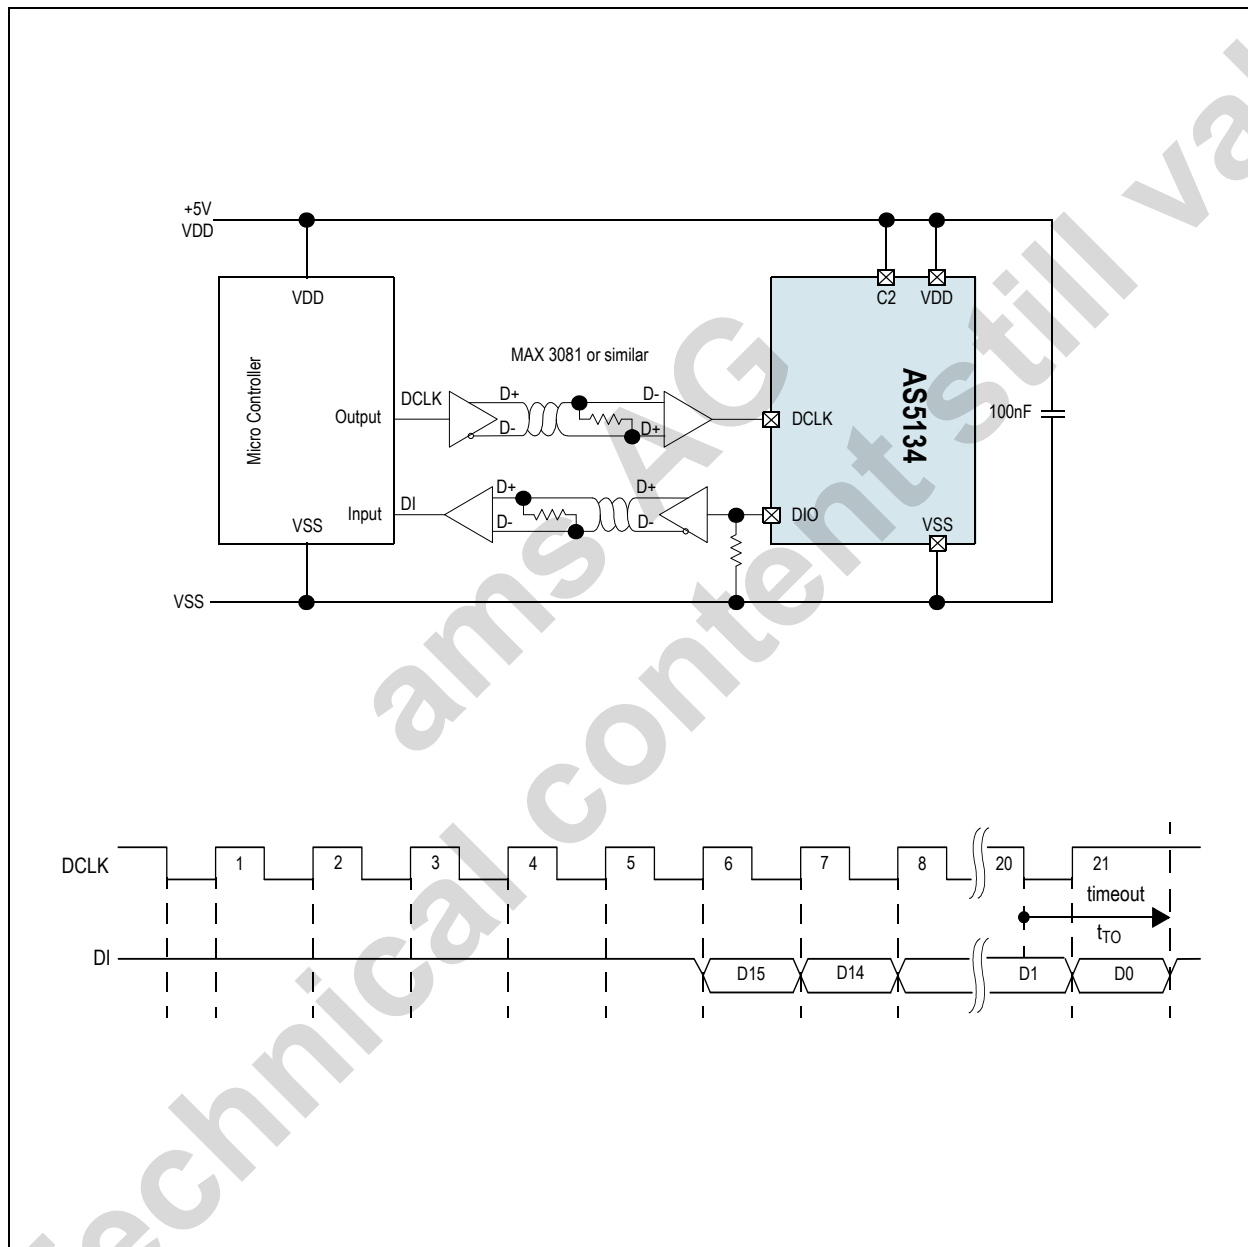 +5V
VDD
VDD
C2
VDD
Micro Controller
MAX 3081 or similar
Output
DCLK
D+
D-
D-
D+
DCLK
AS5134
100nF
Input
DI
D+
D-
D+
D-
DIO
VSS
VSS
VSS
ams AG
technical content still val
DCLK
1
2
3
4
5
6
7
8
20
21
timeout
tTO
DI
D15
D14
D1
D0